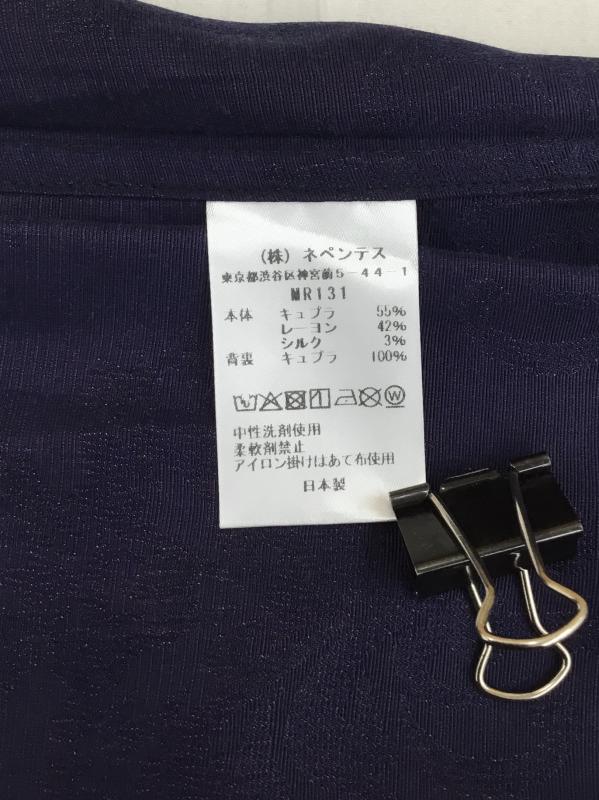 (株) ネペンテス
東京都渋谷区神宮前5-44-1
MR131
本体 キュプラ 55%
レーヨン 42%
シルク 3%
背裏 キュプラ 100%
中性洗剤使用
柔軟剤禁止
アイロン掛けはあて布使用
日本製